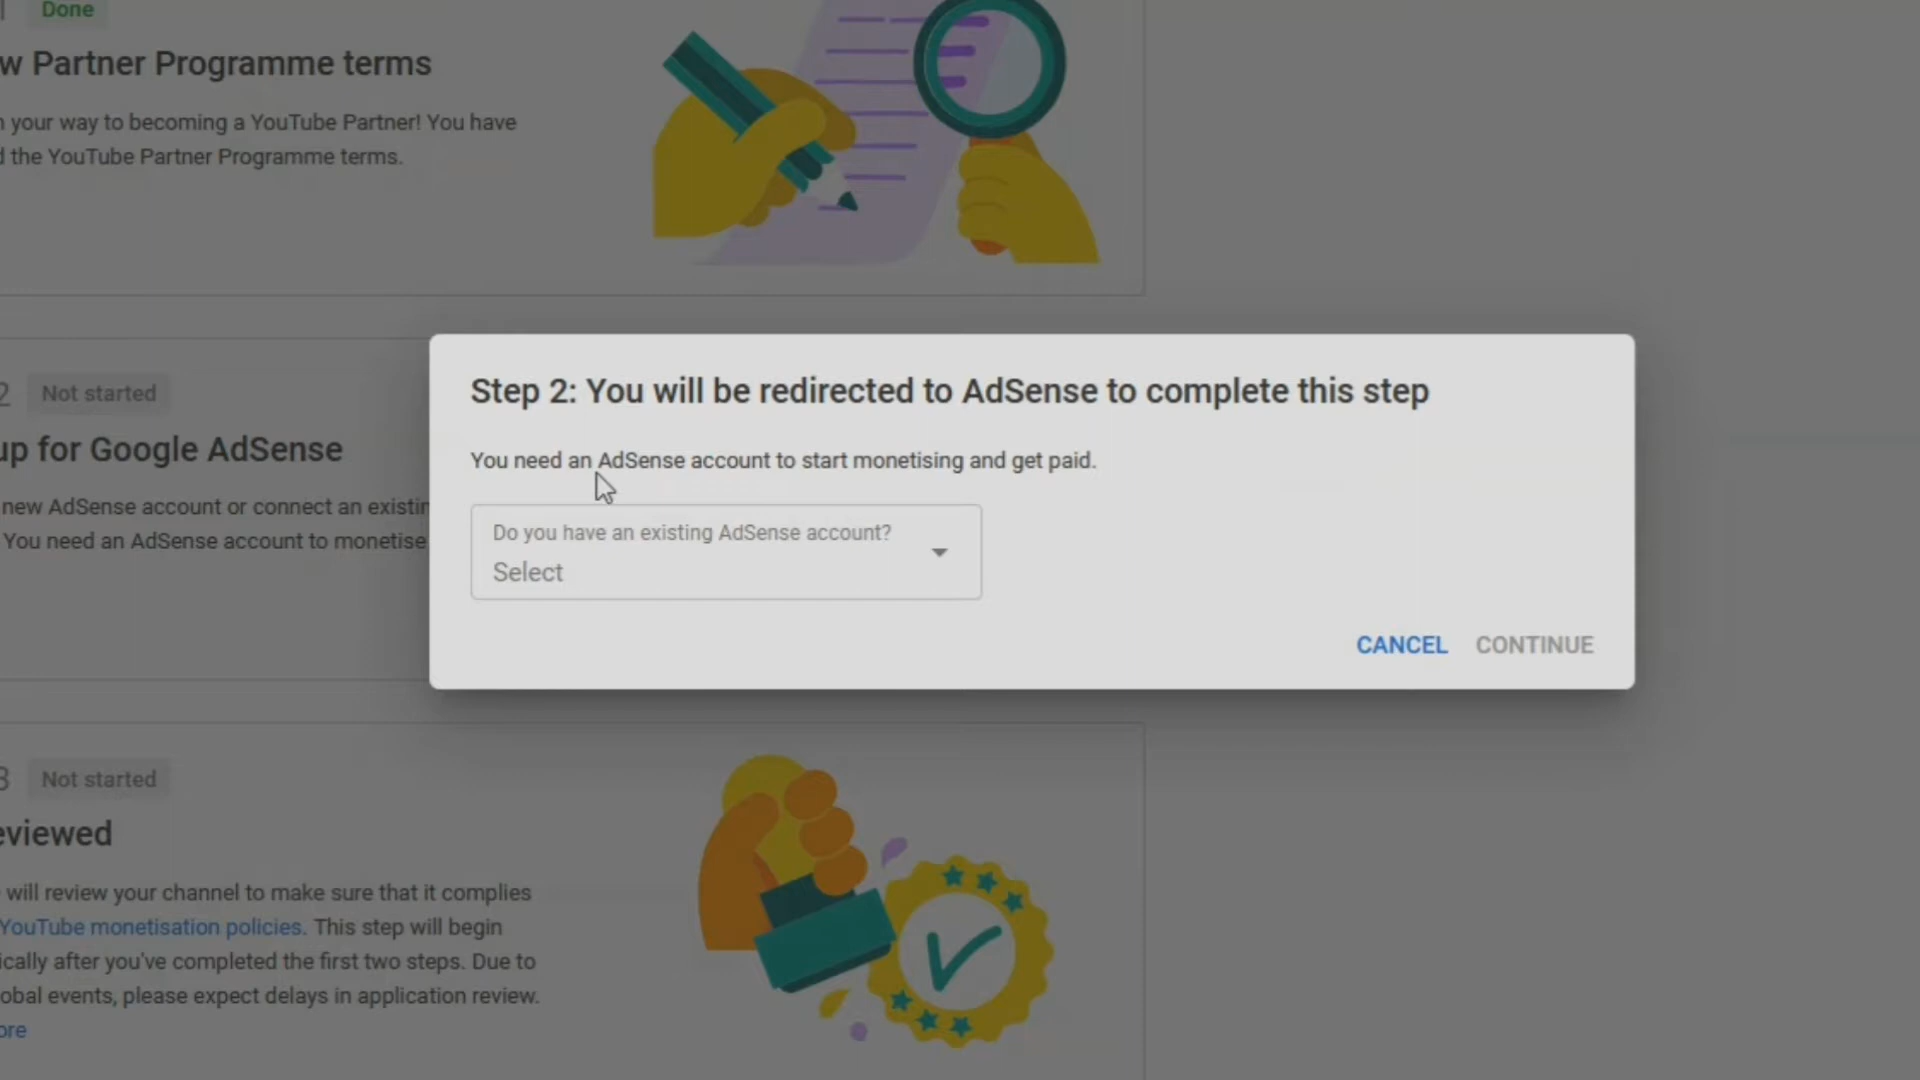 Done
w Partner Programme terms
n your way to becoming a YouTube Partner! You have
d the YouTube Partner Programme terms.
Step 2: You will be redirected to AdSense to complete this step
You need an AdSense account to start monetising and get paid.
Do you have an existing AdSense account?
Select
CANCEL CONTINUE
2 Not started
up for Google AdSense
new AdSense account or connect an existin
You need an AdSense account to monetise
3 Not started
eviewed
will review your channel to make sure that it complies
YouTube monetisation policies. This step will begin
ically after you've completed the first two steps. Due to
obal events, please expect delays in application review.
ore